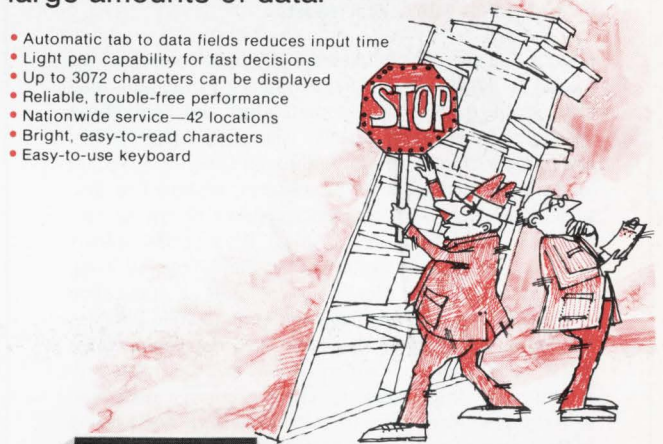 large amounts of data.
• Automatic tab to data fields reduces input time
• Light pen capability for fast decisions
• Up to 3072 characters can be displayed
• Reliable, trouble-free performance
• Nationwide service—42 locations
• Bright, easy-to-read characters
• Easy-to-use keyboard
STOP